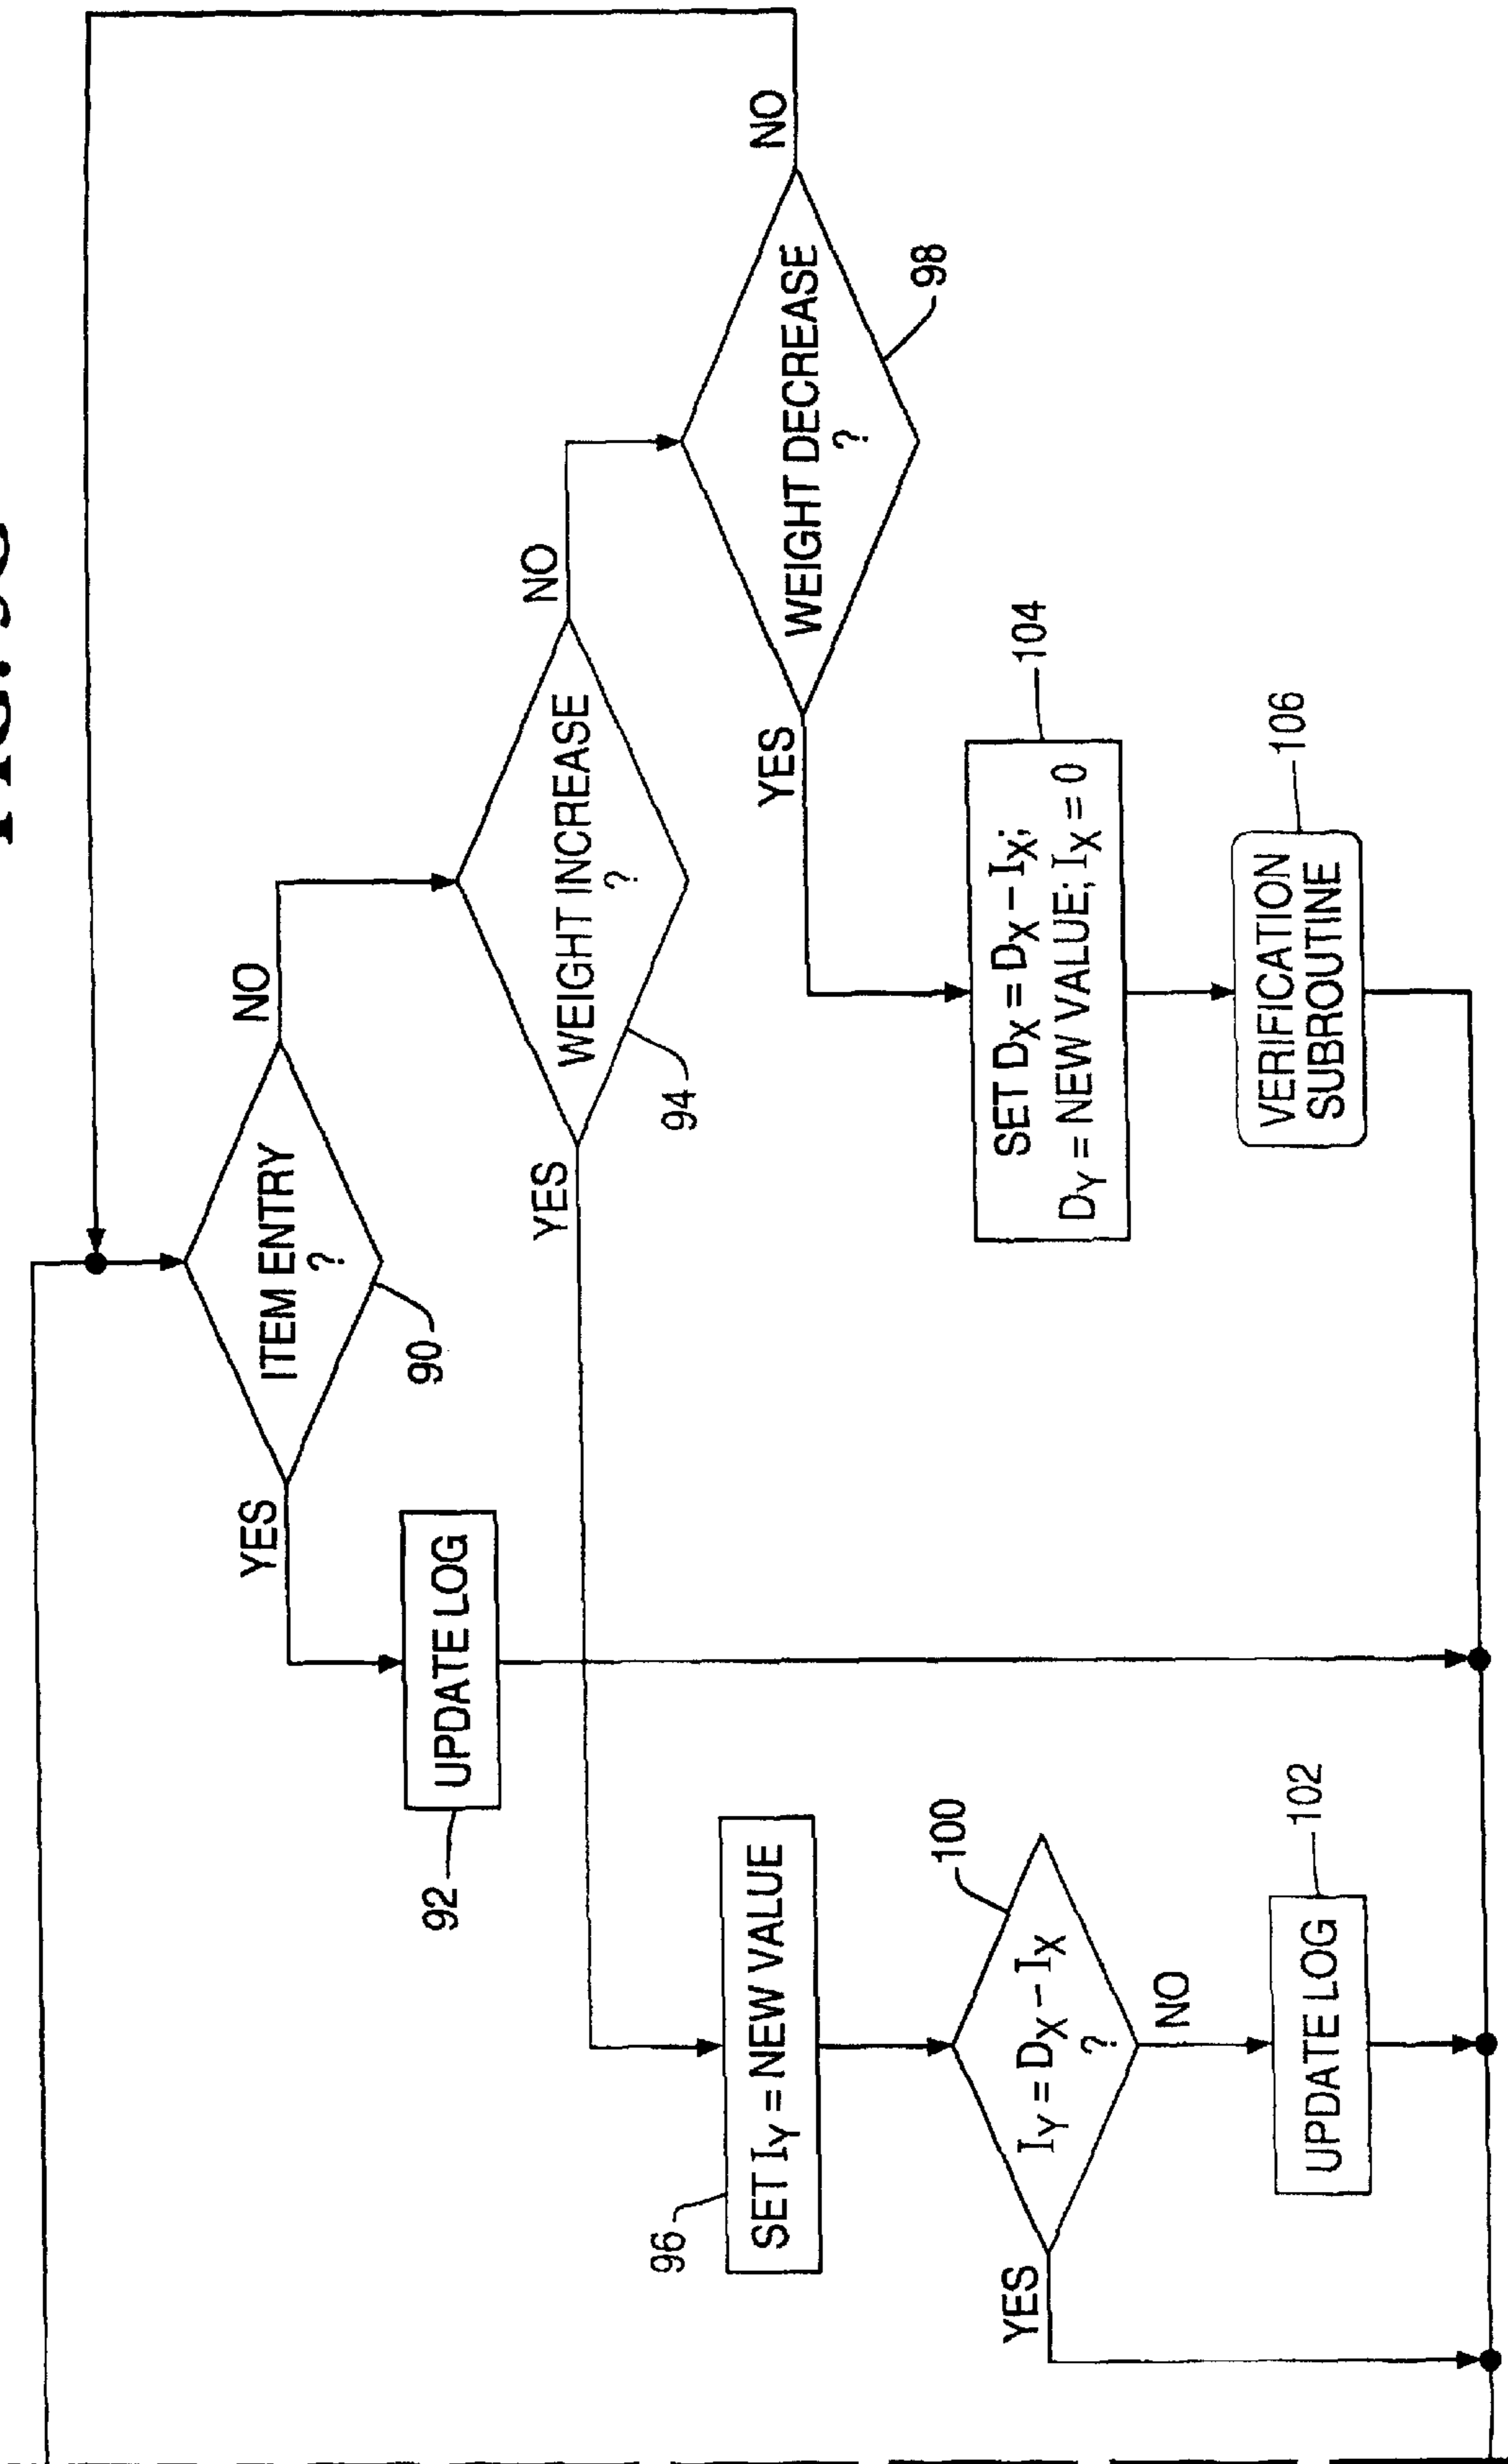 ITEM ENTRY
?
90
YES
NO
UPDATE LOG
92
WEIGHT INCREASE
?
94
YES
NO
WEIGHT DECREASE
?
98
YES
NO
SET I_Y = NEW VALUE
96
I_Y = D_X – I_X
?
100
YES
NO
UPDATE LOG
102
SET D_X = D_X – I_X;
D_Y = NEW VALUE; I_X = 0
104
VERIFICATION
SUBROUTINE
106